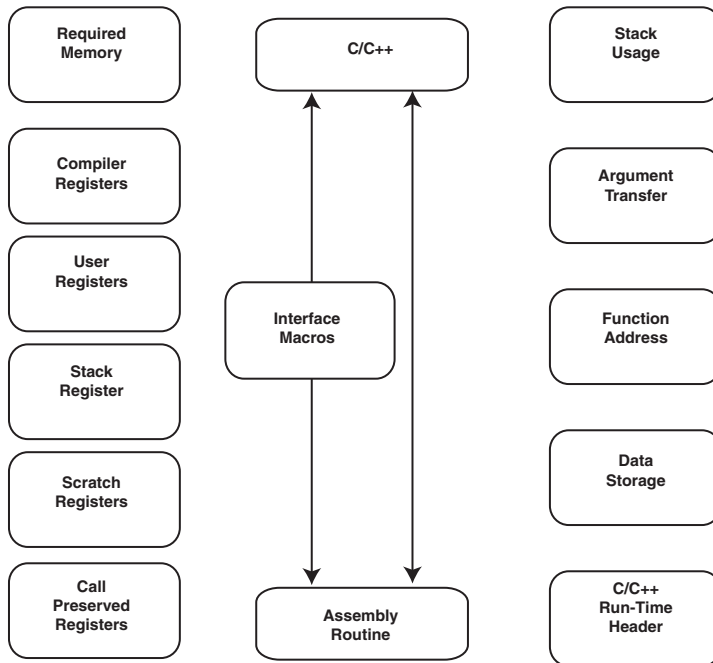 Required
Memory
C/C++
Stack
Usage
Compiler
Registers
Argument
Transfer
User
Registers
Interface
Macros
Function
Address
Stack
Register
Scratch
Registers
Data
Storage
Call
Preserved
Registers
Assembly
Routine
C/C++
Run-Time
Header